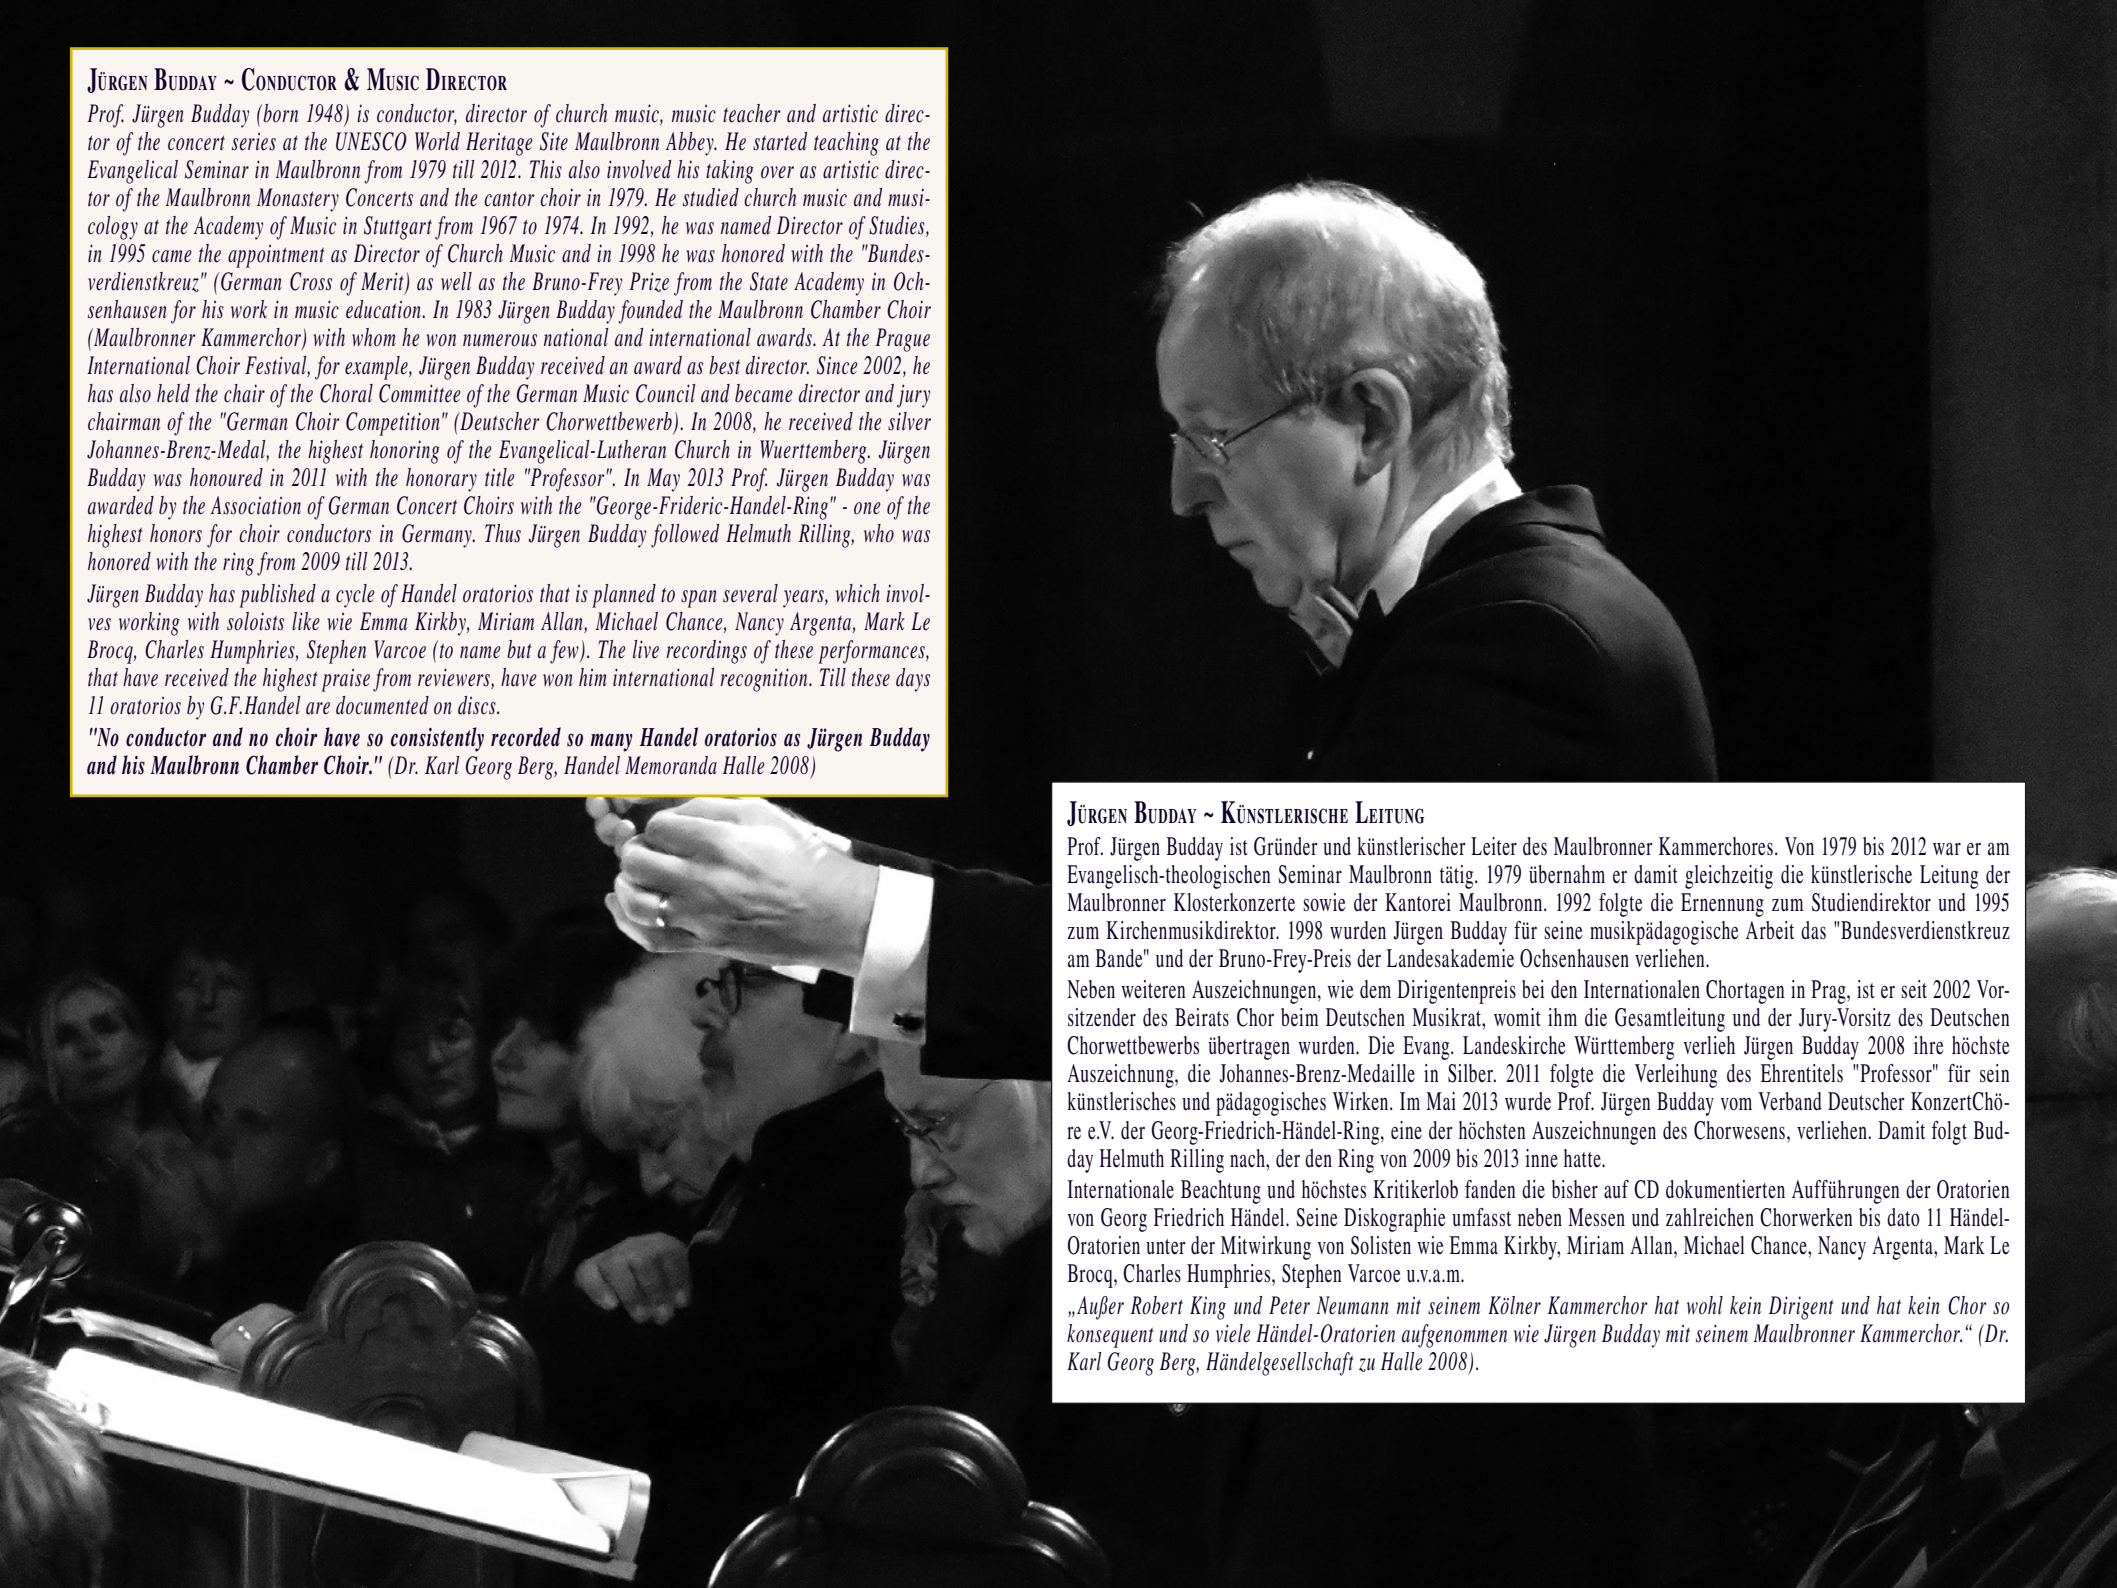 Jürgen Budday ~ Conductor & Music Director
Prof. Jürgen Budday (born 1948) is conductor, director of church music, music teacher and artistic direc-
tor of the concert series at the UNESCO World Heritage Site Maulbronn Abbey. He started teaching at the
Evangelical Seminar in Maulbronn from 1979 till 2012. This also involved his taking over as artistic direc-
tor of the Maulbronn Monastery Concerts and the cantor choir in 1979. He studied church music and musi-
cology at the Academy of Music in Stuttgart from 1967 to 1974. In 1992, he was named Director of Studies,
in 1995 came the appointment as Director of Church Music and in 1998 he was honored with the "Bundes-
verdienstkreuz" (German Cross of Merit) as well as the Bruno-Frey Prize from the State Academy in Och-
senhausen for his work in music education. In 1983 Jürgen Budday founded the Maulbronn Chamber Choir
(Maulbronner Kammerchor) with whom he won numerous national and international awards. At the Prague
International Choir Festival, for example, Jürgen Budday received an award as best director. Since 2002, he
has also held the chair of the Choral Committee of the German Music Council and became director and jury
chairman of the "German Choir Competition" (Deutscher Chorwettbewerb). In 2008, he received the silver
Johannes-Brenz-Medal, the highest honoring of the Evangelical-Lutheran Church in Wuerttemberg. Jürgen
Budday was honoured in 2011 with the honorary title "Professor". In May 2013 Prof. Jürgen Budday was
awarded by the Association of German Concert Choirs with the "George-Frideric-Handel-Ring" - one of the
highest honors for choir conductors in Germany. Thus Jürgen Budday followed Helmuth Rilling, who was
honored with the ring from 2009 till 2013.
Jürgen Budday has published a cycle of Handel oratorios that is planned to span several years, which invol-
ves working with soloists like wie Emma Kirkby, Miriam Allan, Michael Chance, Nancy Argenta, Mark Le
Brocq, Charles Humphries, Stephen Varcoe (to name but a few). The live recordings of these performances,
that have received the highest praise from reviewers, have won him international recognition. Till these days
11 oratorios by G.F.Handel are documented on discs.
"No conductor and no choir have so consistently recorded so many Handel oratorios as Jürgen Budday
and his Maulbronn Chamber Choir." (Dr. Karl Georg Berg, Handel Memoranda Halle 2008)
Jürgen Budday ~ Künstlerische Leitung
Prof. Jürgen Budday ist Gründer und künstlerischer Leiter des Maulbronner Kammerchores. Von 1979 bis 2012 war er am
Evangelisch-theologischen Seminar Maulbronn tätig. 1979 übernahm er damit gleichzeitig die künstlerische Leitung der
Maulbronner Klosterkonzerte sowie der Kantorei Maulbronn. 1992 folgte die Ernennung zum Studiendirektor und 1995
zum Kirchenmusikdirektor. 1998 wurden Jürgen Budday für seine musikpädagogische Arbeit das "Bundesverdienstkreuz
am Bande" und der Bruno-Frey-Preis der Landesakademie Ochsenhausen verliehen.
Neben weiteren Auszeichnungen, wie dem Dirigentenpreis bei den Internationalen Chortagen in Prag, ist er seit 2002 Vor-
sitzender des Beirats Chor beim Deutschen Musikrat, womit ihm die Gesamtleitung und der Jury-Vorsitz des Deutschen
Chorwettbewerbs übertragen wurden. Die Evang. Landeskirche Württemberg verlieh Jürgen Budday 2008 ihre höchste
Auszeichnung, die Johannes-Brenz-Medaille in Silber. 2011 folgte die Verleihung des Ehrentitels "Professor" für sein
künstlerisches und pädagogisches Wirken. Im Mai 2013 wurde Prof. Jürgen Budday vom Verband Deutscher KonzertChö-
re e.V. der Georg-Friedrich-Händel-Ring, eine der höchsten Auszeichnungen des Chorwesens, verliehen. Damit folgt Bud-
day Helmuth Rilling nach, der den Ring von 2009 bis 2013 inne hatte.
Internationale Beachtung und höchstes Kritikerlob fanden die bisher auf CD dokumentierten Aufführungen der Oratorien
von Georg Friedrich Händel. Seine Diskographie umfasst neben Messen und zahlreichen Chorwerken bis dato 11 Händel-
Oratorien unter der Mitwirkung von Solisten wie Emma Kirkby, Miriam Allan, Michael Chance, Nancy Argenta, Mark Le
Brocq, Charles Humphries, Stephen Varcoe u.v.a.m.
„Außer Robert King und Peter Neumann mit seinem Kölner Kammerchor hat wohl kein Dirigent und hat kein Chor so
konsequent und so viele Händel-Oratorien aufgenommen wie Jürgen Budday mit seinem Maulbronner Kammerchor.“ (Dr.
Karl Georg Berg, Händelgesellschaft zu Halle 2008).